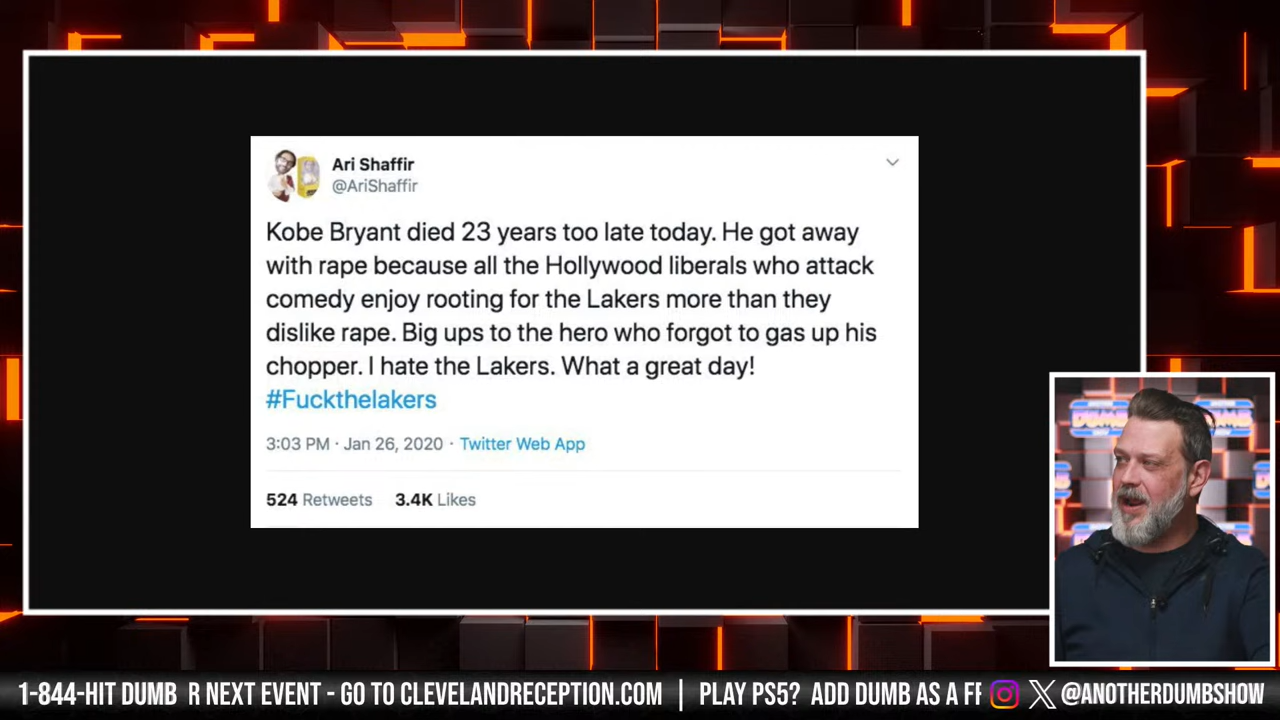 Ari Shaffir
@AriShaffir
Kobe Bryant died 23 years too late today. He got away
with rape because all the Hollywood liberals who attack
comedy enjoy rooting for the Lakers more than they
dislike rape. Big ups to the hero who forgot to gas up his
chopper. I hate the Lakers. What a great day!
#Fuckthelakers
3:03 PM · Jan 26, 2020 · Twitter Web App
524 Retweets 3.4K Likes
1-844-HIT DUMB R NEXT EVENT - GO TO CLEVELANDRECEPTION.COM | PLAY PS5? ADD DUMB AS A FF @ANOTHERDUMBSHOW